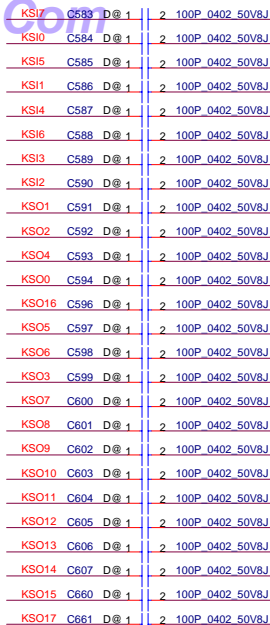 Com
KSI7 C583 D@ 1 2 100P_0402_50V8J
KSI0 C584 D@ 1 2 100P_0402_50V8J
KSI5 C585 D@ 1 2 100P_0402_50V8J
KSI1 C586 D@ 1 2 100P_0402_50V8J
KSI4 C587 D@ 1 2 100P_0402_50V8J
KSI6 C588 D@ 1 2 100P_0402_50V8J
KSI3 C589 D@ 1 2 100P_0402_50V8J
KSI2 C590 D@ 1 2 100P_0402_50V8J
KSO1 C591 D@ 1 2 100P_0402_50V8J
KSO2 C592 D@ 1 2 100P_0402_50V8J
KSO4 C593 D@ 1 2 100P_0402_50V8J
KSO0 C594 D@ 1 2 100P_0402_50V8J
KSO16 C596 D@ 1 2 100P_0402_50V8J
KSO5 C597 D@ 1 2 100P_0402_50V8J
KSO6 C598 D@ 1 2 100P_0402_50V8J
KSO3 C599 D@ 1 2 100P_0402_50V8J
KSO7 C600 D@ 1 2 100P_0402_50V8J
KSO8 C601 D@ 1 2 100P_0402_50V8J
KSO9 C602 D@ 1 2 100P_0402_50V8J
KSO10 C603 D@ 1 2 100P_0402_50V8J
KSO11 C604 D@ 1 2 100P_0402_50V8J
KSO12 C605 D@ 1 2 100P_0402_50V8J
KSO13 C606 D@ 1 2 100P_0402_50V8J
KSO14 C607 D@ 1 2 100P_0402_50V8J
KSO15 C660 D@ 1 2 100P_0402_50V8J
KSO17 C661 D@ 1 2 100P_0402_50V8J